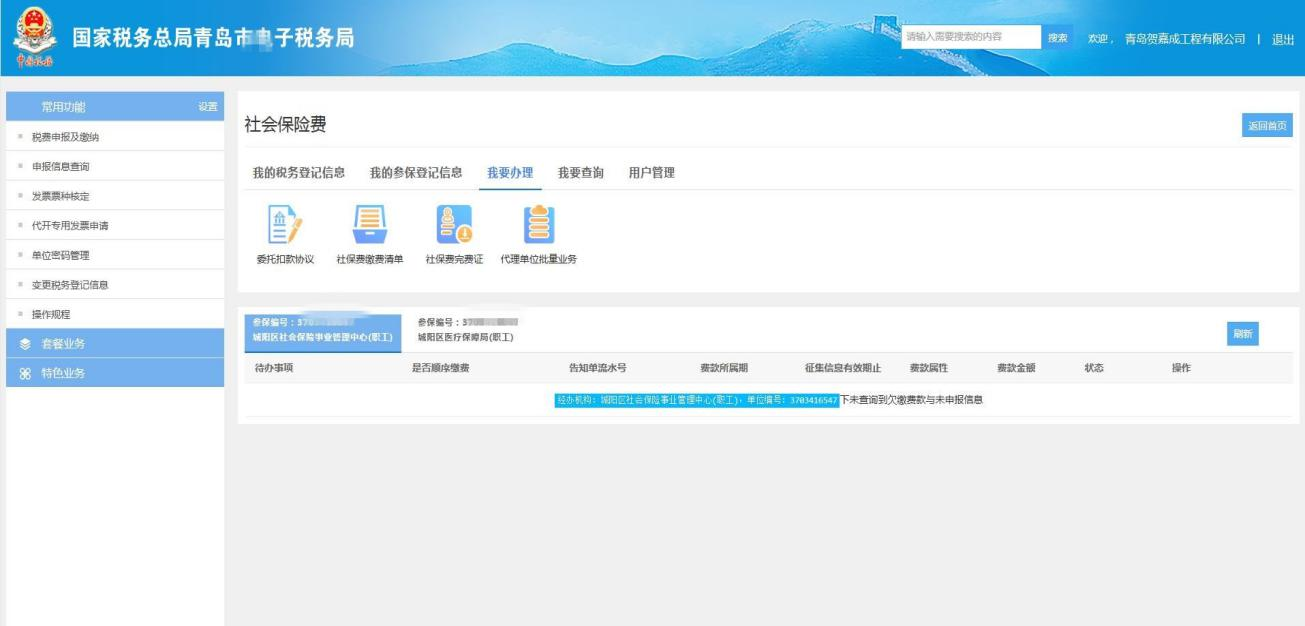 国家税务总局青岛市电子税务局
中国税务
请输入需要搜索的内容
搜索
欢迎, 青岛贺嘉成工程有限公司 | 退出
常用功能
设置
税费申报及缴纳
申报信息查询
发票票种核定
代开专用发票申请
单位密码管理
变更税务登记信息
操作规程
套餐业务
特色业务
社会保险费
返回首页
我的税务登记信息 我的参保登记信息 我要办理 我要查询 用户管理
委托扣款协议 社保费缴费清单 社保费完费证 代理单位批量业务
参保编号：370
城阳区社会保险事业管理中心(职工)
参保编号：37
城阳区医疗保障局(职工)
刷新
待办事项 是否顺序缴费 告知单流水号 费款所属期 征集信息有效期止 费款属性 费款金额 状态 操作
经办机构：城阳区社会保险事业管理中心(职工)，单位编号：3703416547下未查询到欠缴费款与未申报信息